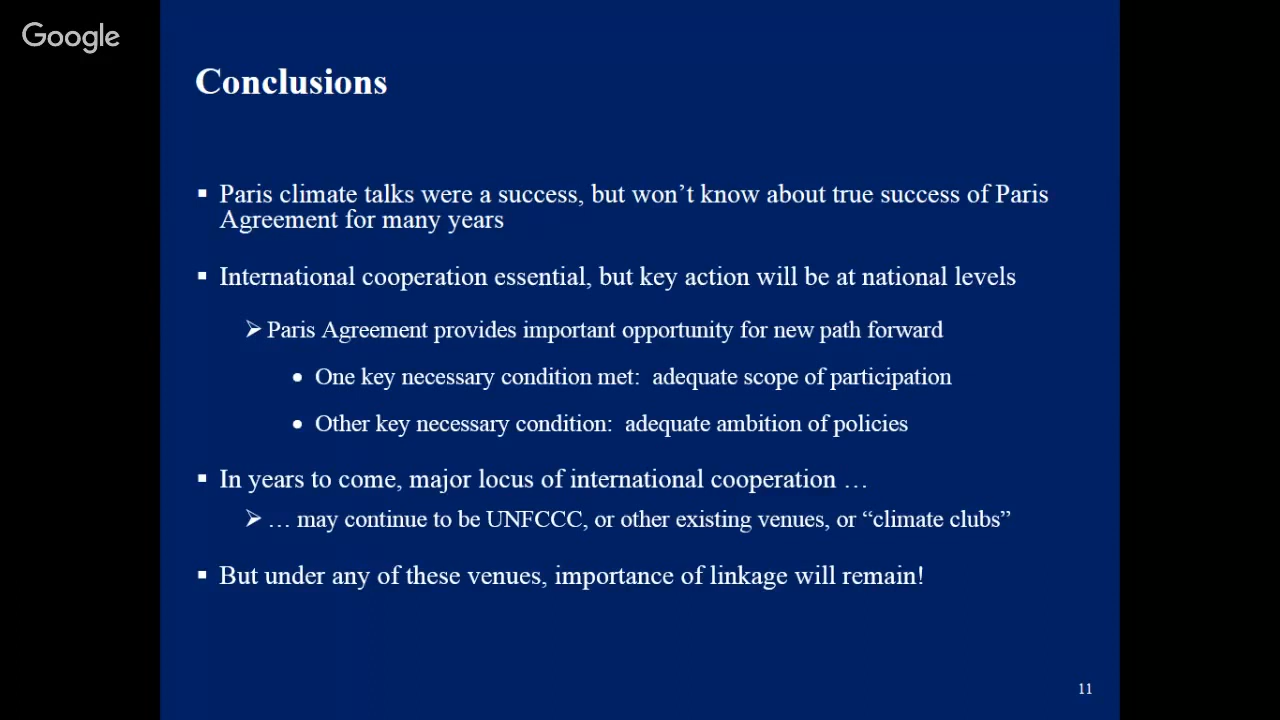 Google
Conclusions
▪ Paris climate talks were a success, but won’t know about true success of Paris
Agreement for many years
▪ International cooperation essential, but key action will be at national levels
➢ Paris Agreement provides important opportunity for new path forward
• One key necessary condition met:  adequate scope of participation
• Other key necessary condition:  adequate ambition of policies
▪ In years to come, major locus of international cooperation …
➢ … may continue to be UNFCCC, or other existing venues, or “climate clubs”
▪ But under any of these venues, importance of linkage will remain!
11